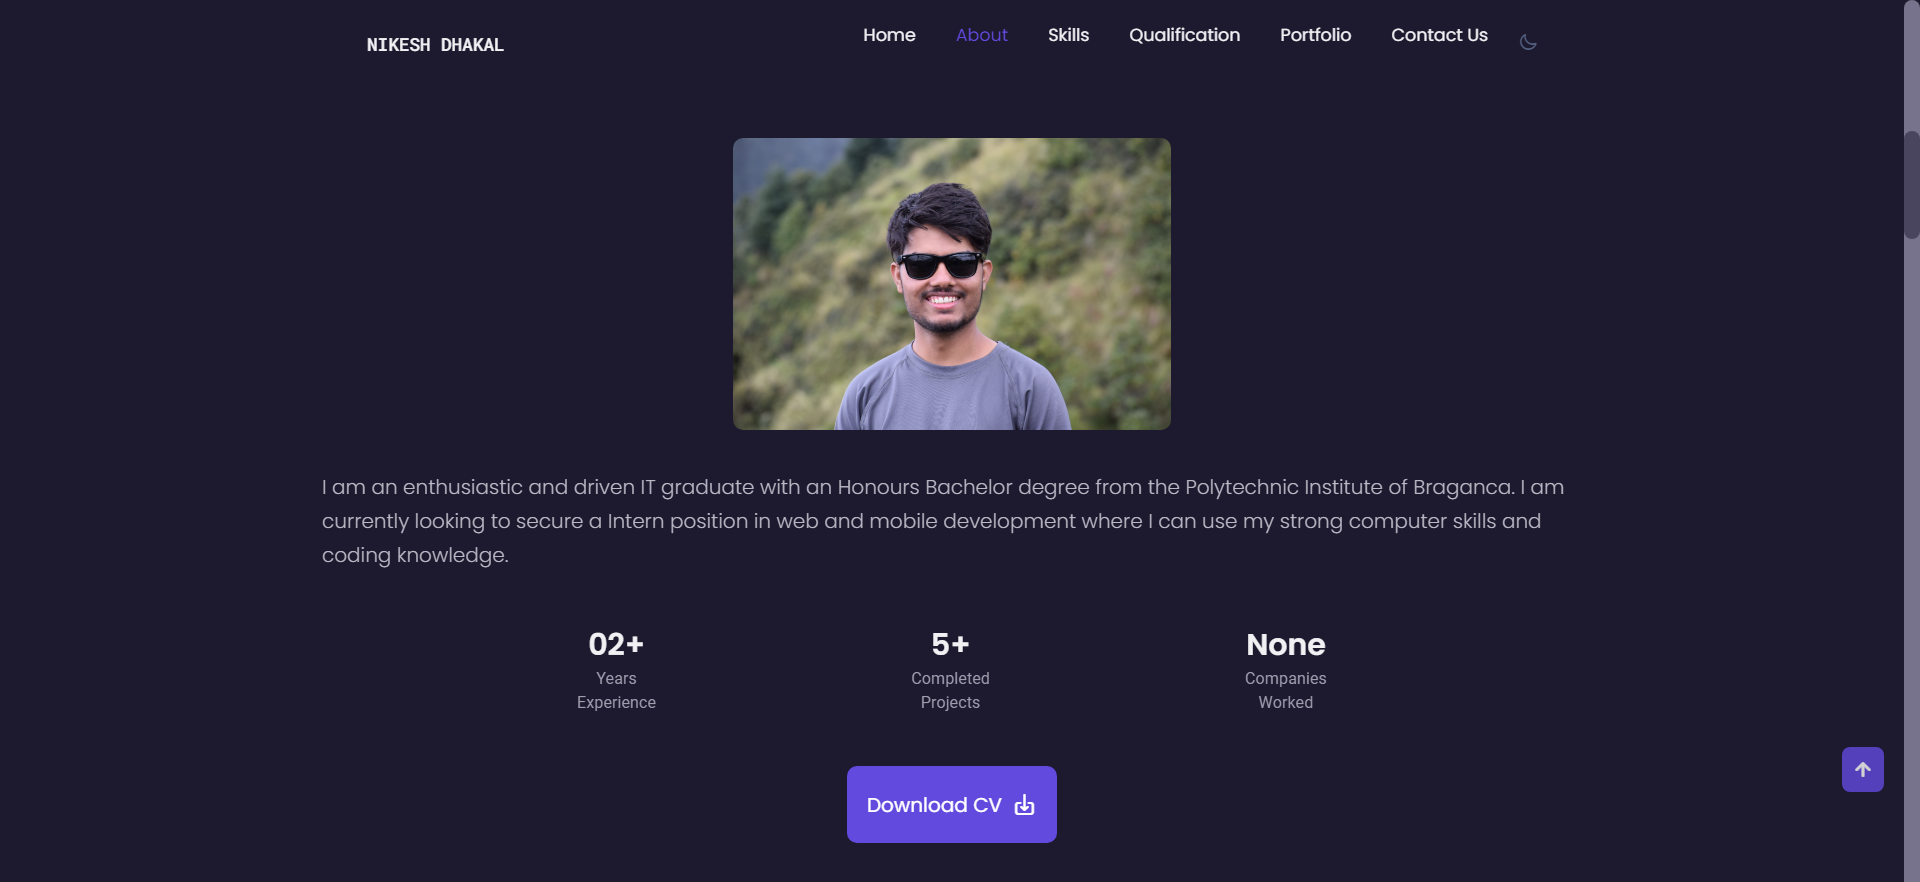 NIKESH DHAKAL
Home About Skills Qualification Portfolio Contact Us
I am an enthusiastic and driven IT graduate with an Honours Bachelor degree from the Polytechnic Institute of Braganca. I am
currently looking to secure a Intern position in web and mobile development where I can use my strong computer skills and
coding knowledge.
02+
Years
Experience
5+
Completed
Projects
None
Companies
Worked
Download CV